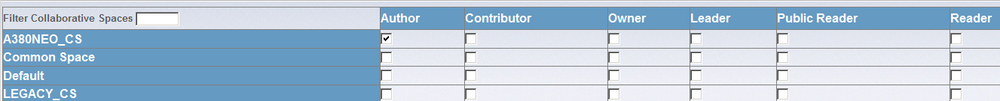 Filter Collaborative Spaces Author Contributor Owner Leader Public Reader Reader
A380NEO_CS
Common Space
Default
LEGACY_CS